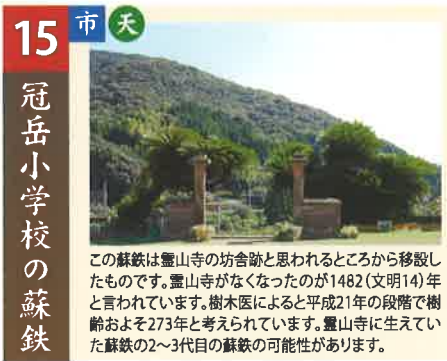 15
市
天
冠岳小学校の蘇鉄
この蘇鉄は霊山寺の坊舎跡と思われるところから移設し
たものです。霊山寺がなくなったのが1482(文明14)年
と言われています。樹木医によると平成21年の段階で樹
齢およそ273年と考えられています。霊山寺に生えてい
た蘇鉄の2〜3代目の蘇鉄の可能性があります。